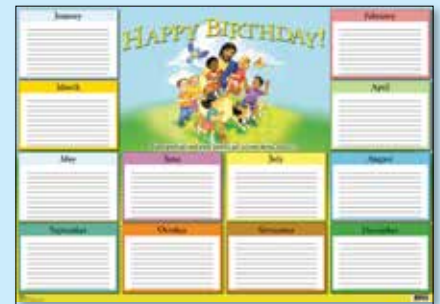 January
HAPPY BIRTHDAY!
February
March
April
May
June
July
August
September
October
November
December